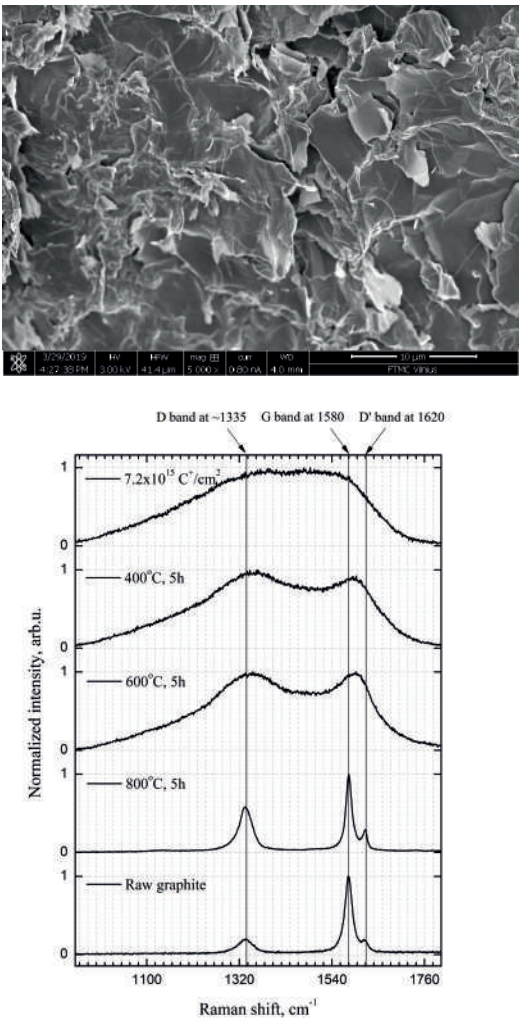 3/29/2019 HV HFW mag curr WD 10 µm
4:27:38 PM 3.00 kV 41.4 µm 5 000 x 0.80 nA 4.0 mm FTMC Vilnius
D band at ~1335 G band at 1580 D' band at 1620
1
7.2x10¹⁵ C⁺/cm²
0
1
400°C, 5h
0
1
600°C, 5h
0
1
800°C, 5h
0
1
Raw graphite
0
Normalized intensity, arb.u.
1100 1320 1540 1760
Raman shift, cm⁻¹